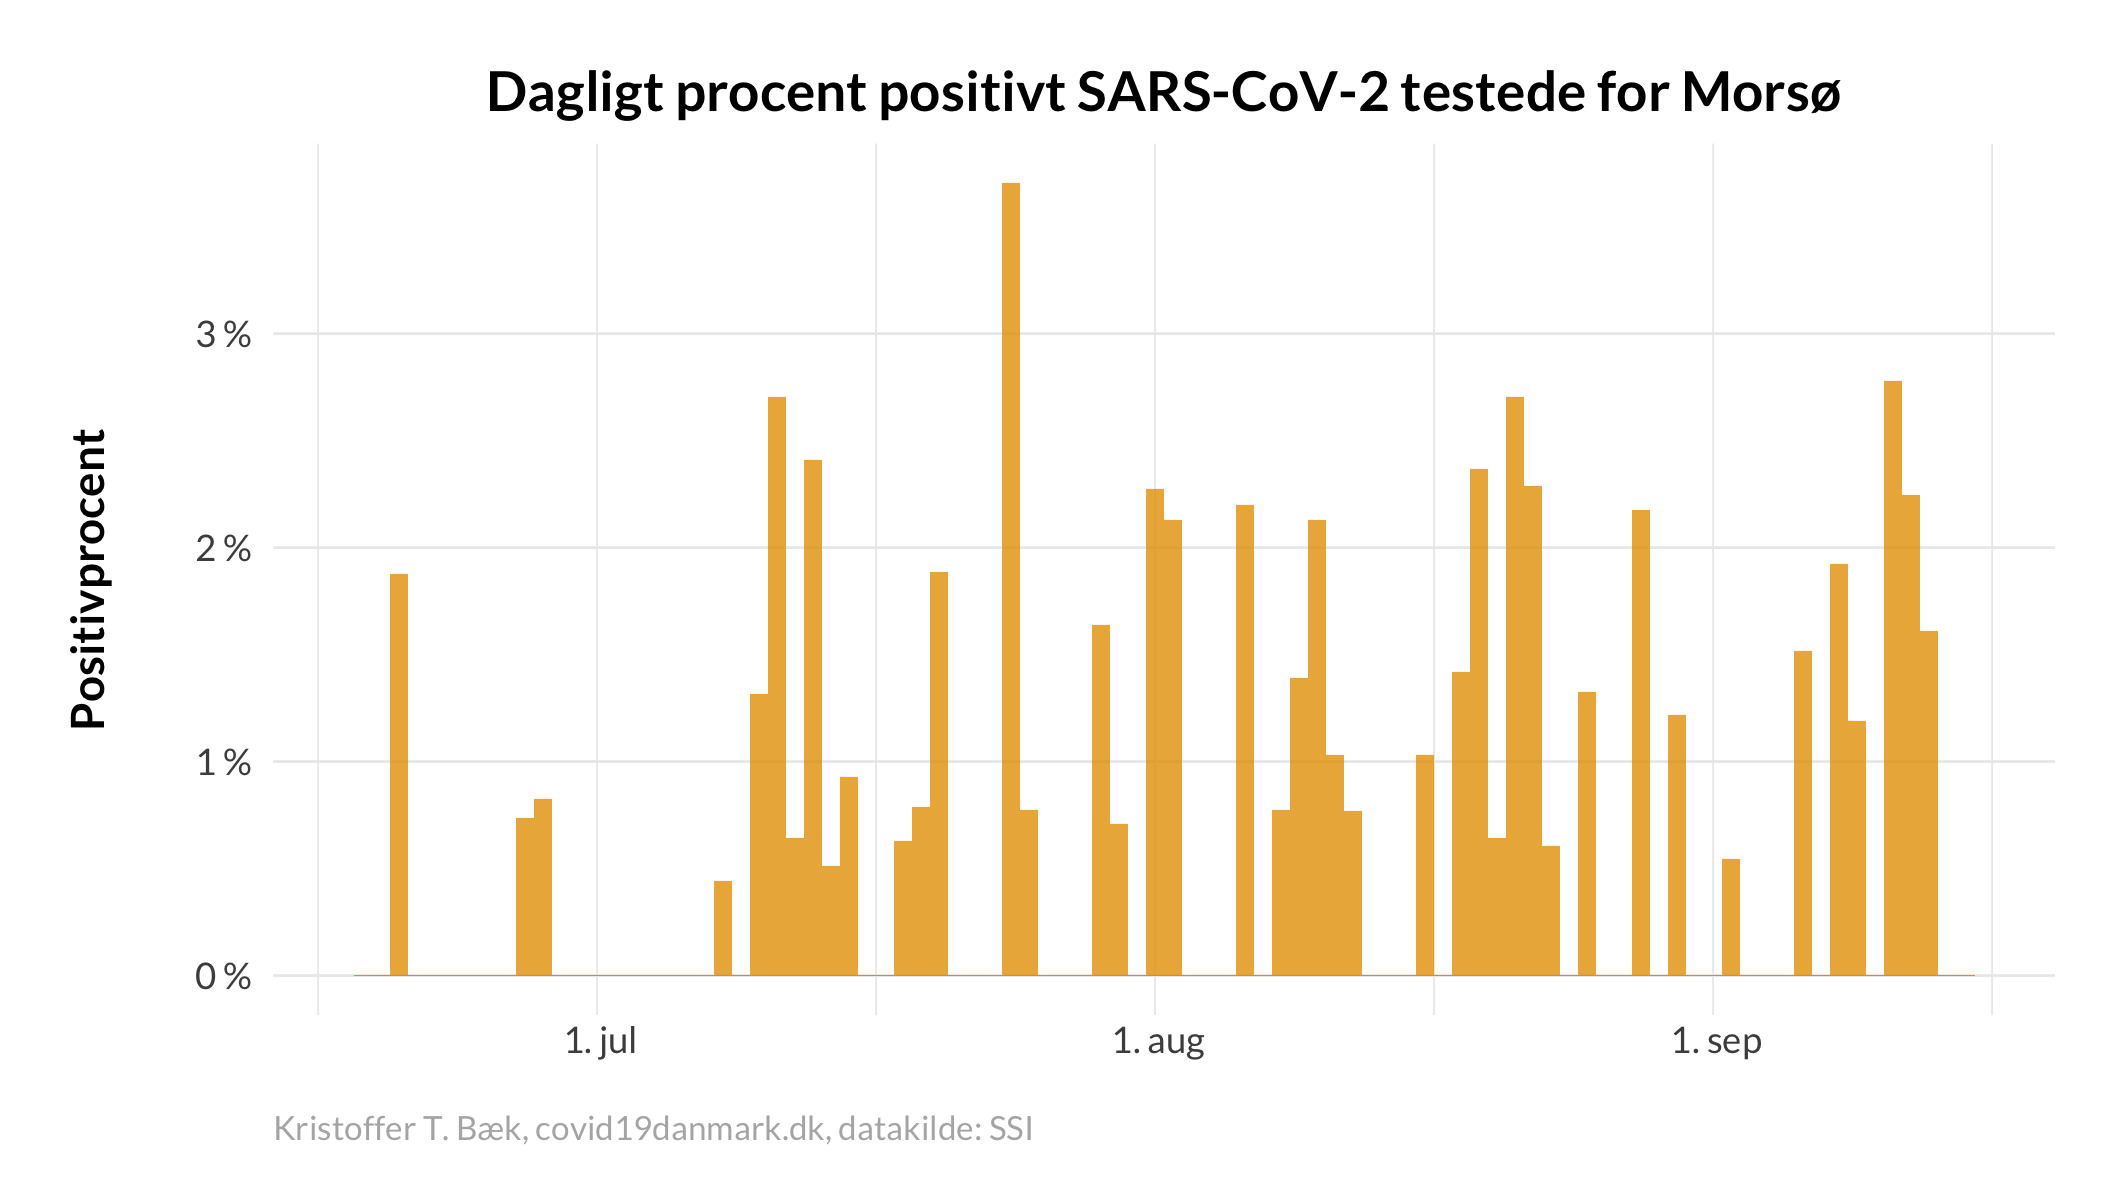 Dagligt procent positivt SARS-CoV-2 testede for Morsø
Positivprocent
3 %
2 %
1 %
0 %
1. jul
1. aug
1. sep
Kristoffer T. Bæk, covid19danmark.dk, datakilde: SSI